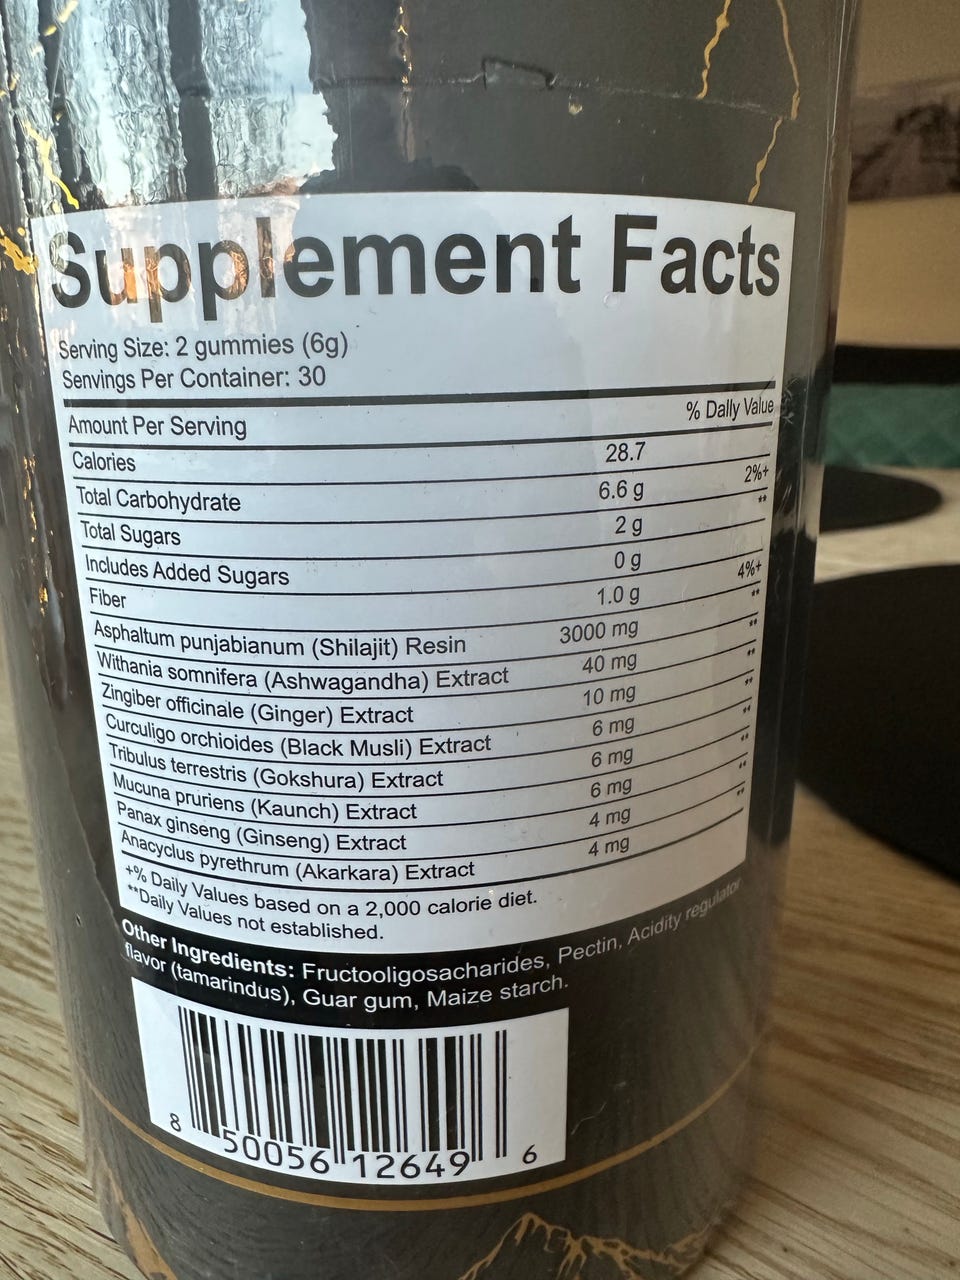 Supplement Facts
Serving Size: 2 gummies (6g)
Servings Per Container: 30
Amount Per Serving % Daily Value
Calories 28.7
Total Carbohydrate 6.6 g 2%+
Total Sugars 2 g **
Includes Added Sugars 0 g
Fiber 1.0 g 4%+
Asphaltum punjabianum (Shilajit) Resin 3000 mg **
Withania somnifera (Ashwagandha) Extract 40 mg **
Zingiber officinale (Ginger) Extract 10 mg **
Curculigo orchioides (Black Musli) Extract 6 mg **
Tribulus terrestris (Gokshura) Extract 6 mg **
Mucuna pruriens (Kaunch) Extract 6 mg **
Panax ginseng (Ginseng) Extract 4 mg **
Anacyclus pyrethrum (Akarkara) Extract 4 mg **
+% Daily Values based on a 2,000 calorie diet.
**Daily Values not established.
Other Ingredients: Fructooligosacharides, Pectin, Acidity regulator
flavor (tamarindus), Guar gum, Maize starch.
8 50056 12649 6